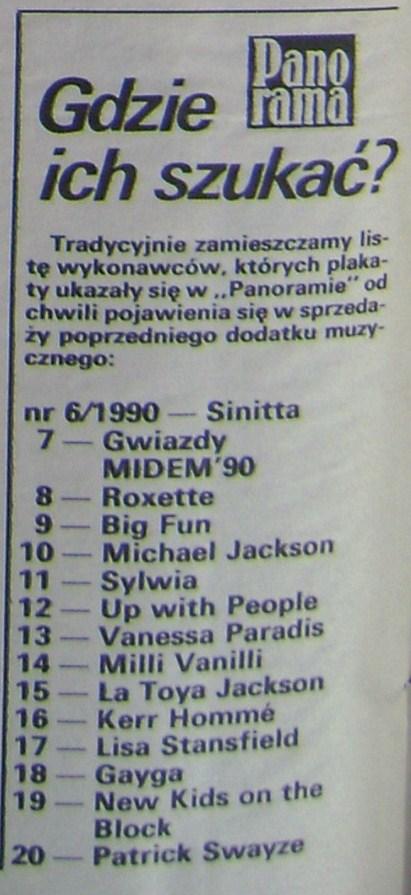 Pano
rama
Gdzie
ich szukać?
Tradycyjnie zamieszczamy lis-
tę wykonawców, których plaka-
ty ukazały się w „Panoramie" od
chwili pojawienia się w sprzeda-
ży poprzedniego dodatku muzy-
cznego:
nr 6/1990 — Sinitta
7 — Gwiazdy
MIDEM'90
8 — Roxette
9 — Big Fun
10 — Michael Jackson
11 — Sylwia
12 — Up with People
13 — Vanessa Paradis
14 — Milli Vanilli
15 — La Toya Jackson
16 — Kerr Hommé
17 — Lisa Stansfield
18 — Gayga
19 — New Kids on the
Block
20 — Patrick Swayze